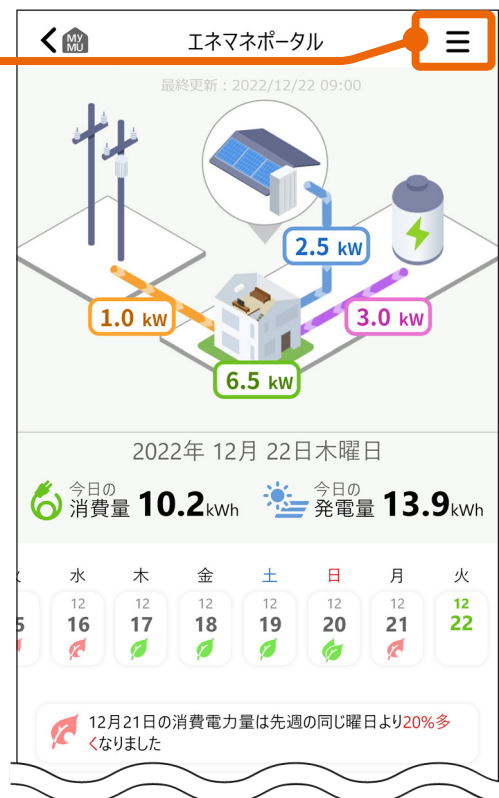 MY MU
エネマネポータル
最終更新：2022/12/22 09:00
2.5 kW
1.0 kW
3.0 kW
6.5 kW
2022年 12月 22日木曜日
今日の
消費量 10.2kWh
今日の
発電量 13.9kWh
水 木 金 土 日 月 火
12 12 12 12 12 12 12
5 16 17 18 19 20 21 22
12月21日の消費電力量は先週の同じ曜日より20%多
くなりました